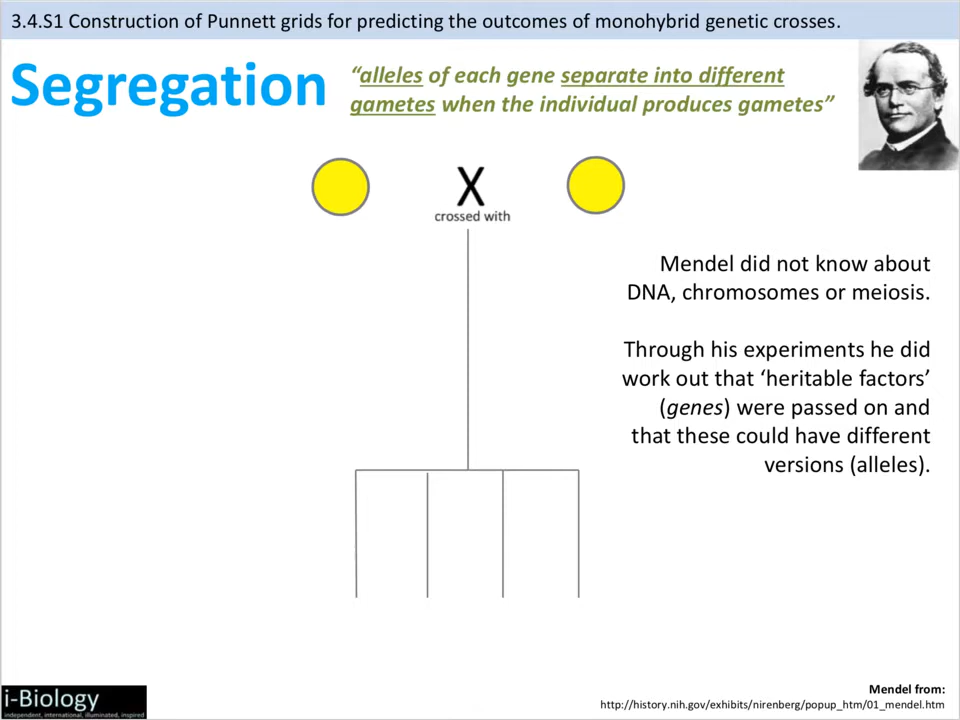 3.4.S1 Construction of Punnett grids for predicting the outcomes of monohybrid genetic crosses.
Segregation
“alleles of each gene separate into different
gametes when the individual produces gametes”
X
crossed with
Mendel did not know about
DNA, chromosomes or meiosis.
Through his experiments he did
work out that ‘heritable factors’
(genes) were passed on and
that these could have different
versions (alleles).
i-Biology
independent, international, illuminated, inspired
Mendel from:
http://history.nih.gov/exhibits/nirenberg/popup_htm/01_mendel.htm